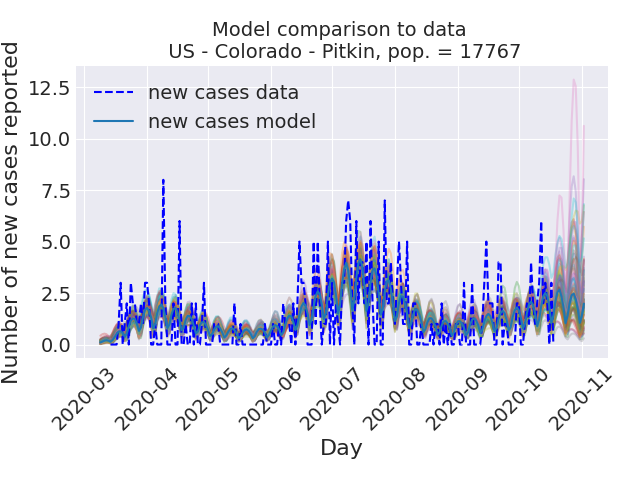 Model comparison to data
US - Colorado - Pitkin, pop. = 17767
new cases data
new cases model
Number of new cases reported
12.5
10.0
7.5
5.0
2.5
0.0
2020-03
2020-04
2020-05
2020-06
2020-07
2020-08
2020-09
2020-10
2020-11
Day